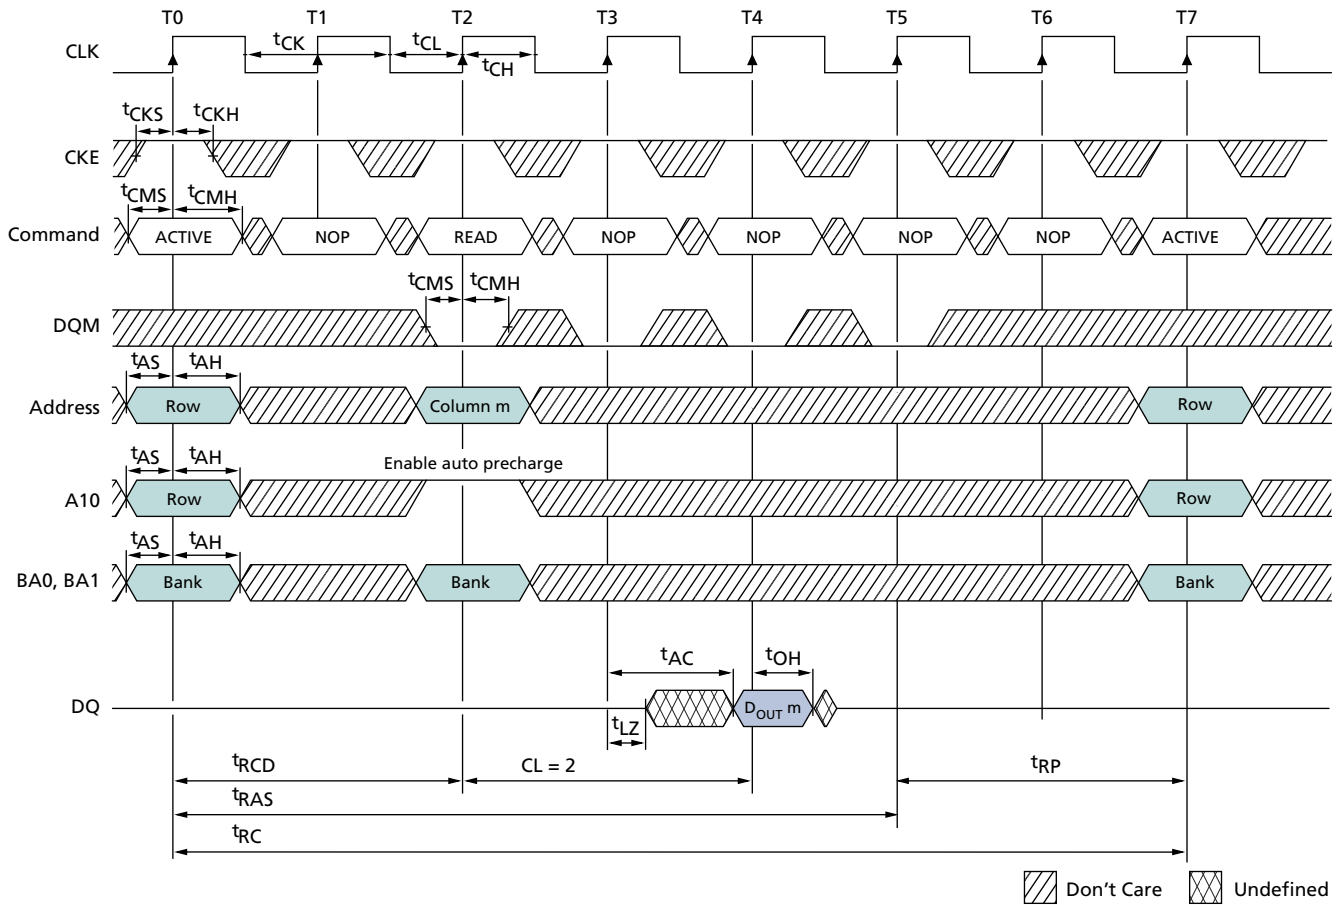 T0 T1 T2 T3 T4 T5 T6 T7
CLK
tCK tCL
tCH
tCKS tCKH
CKE
tCMS tCMH
Command ACTIVE NOP READ NOP NOP NOP NOP ACTIVE
tCMS tCMH
DQM
tAS tAH
Address Row Column m Row
tAS tAH
Enable auto precharge
A10 Row Row
tAS tAH
BA0, BA1 Bank Bank Bank
tAC tOH
DQ DOUT m
tLZ
tRCD CL = 2 tRP
tRAS
tRC
Don't Care Undefined